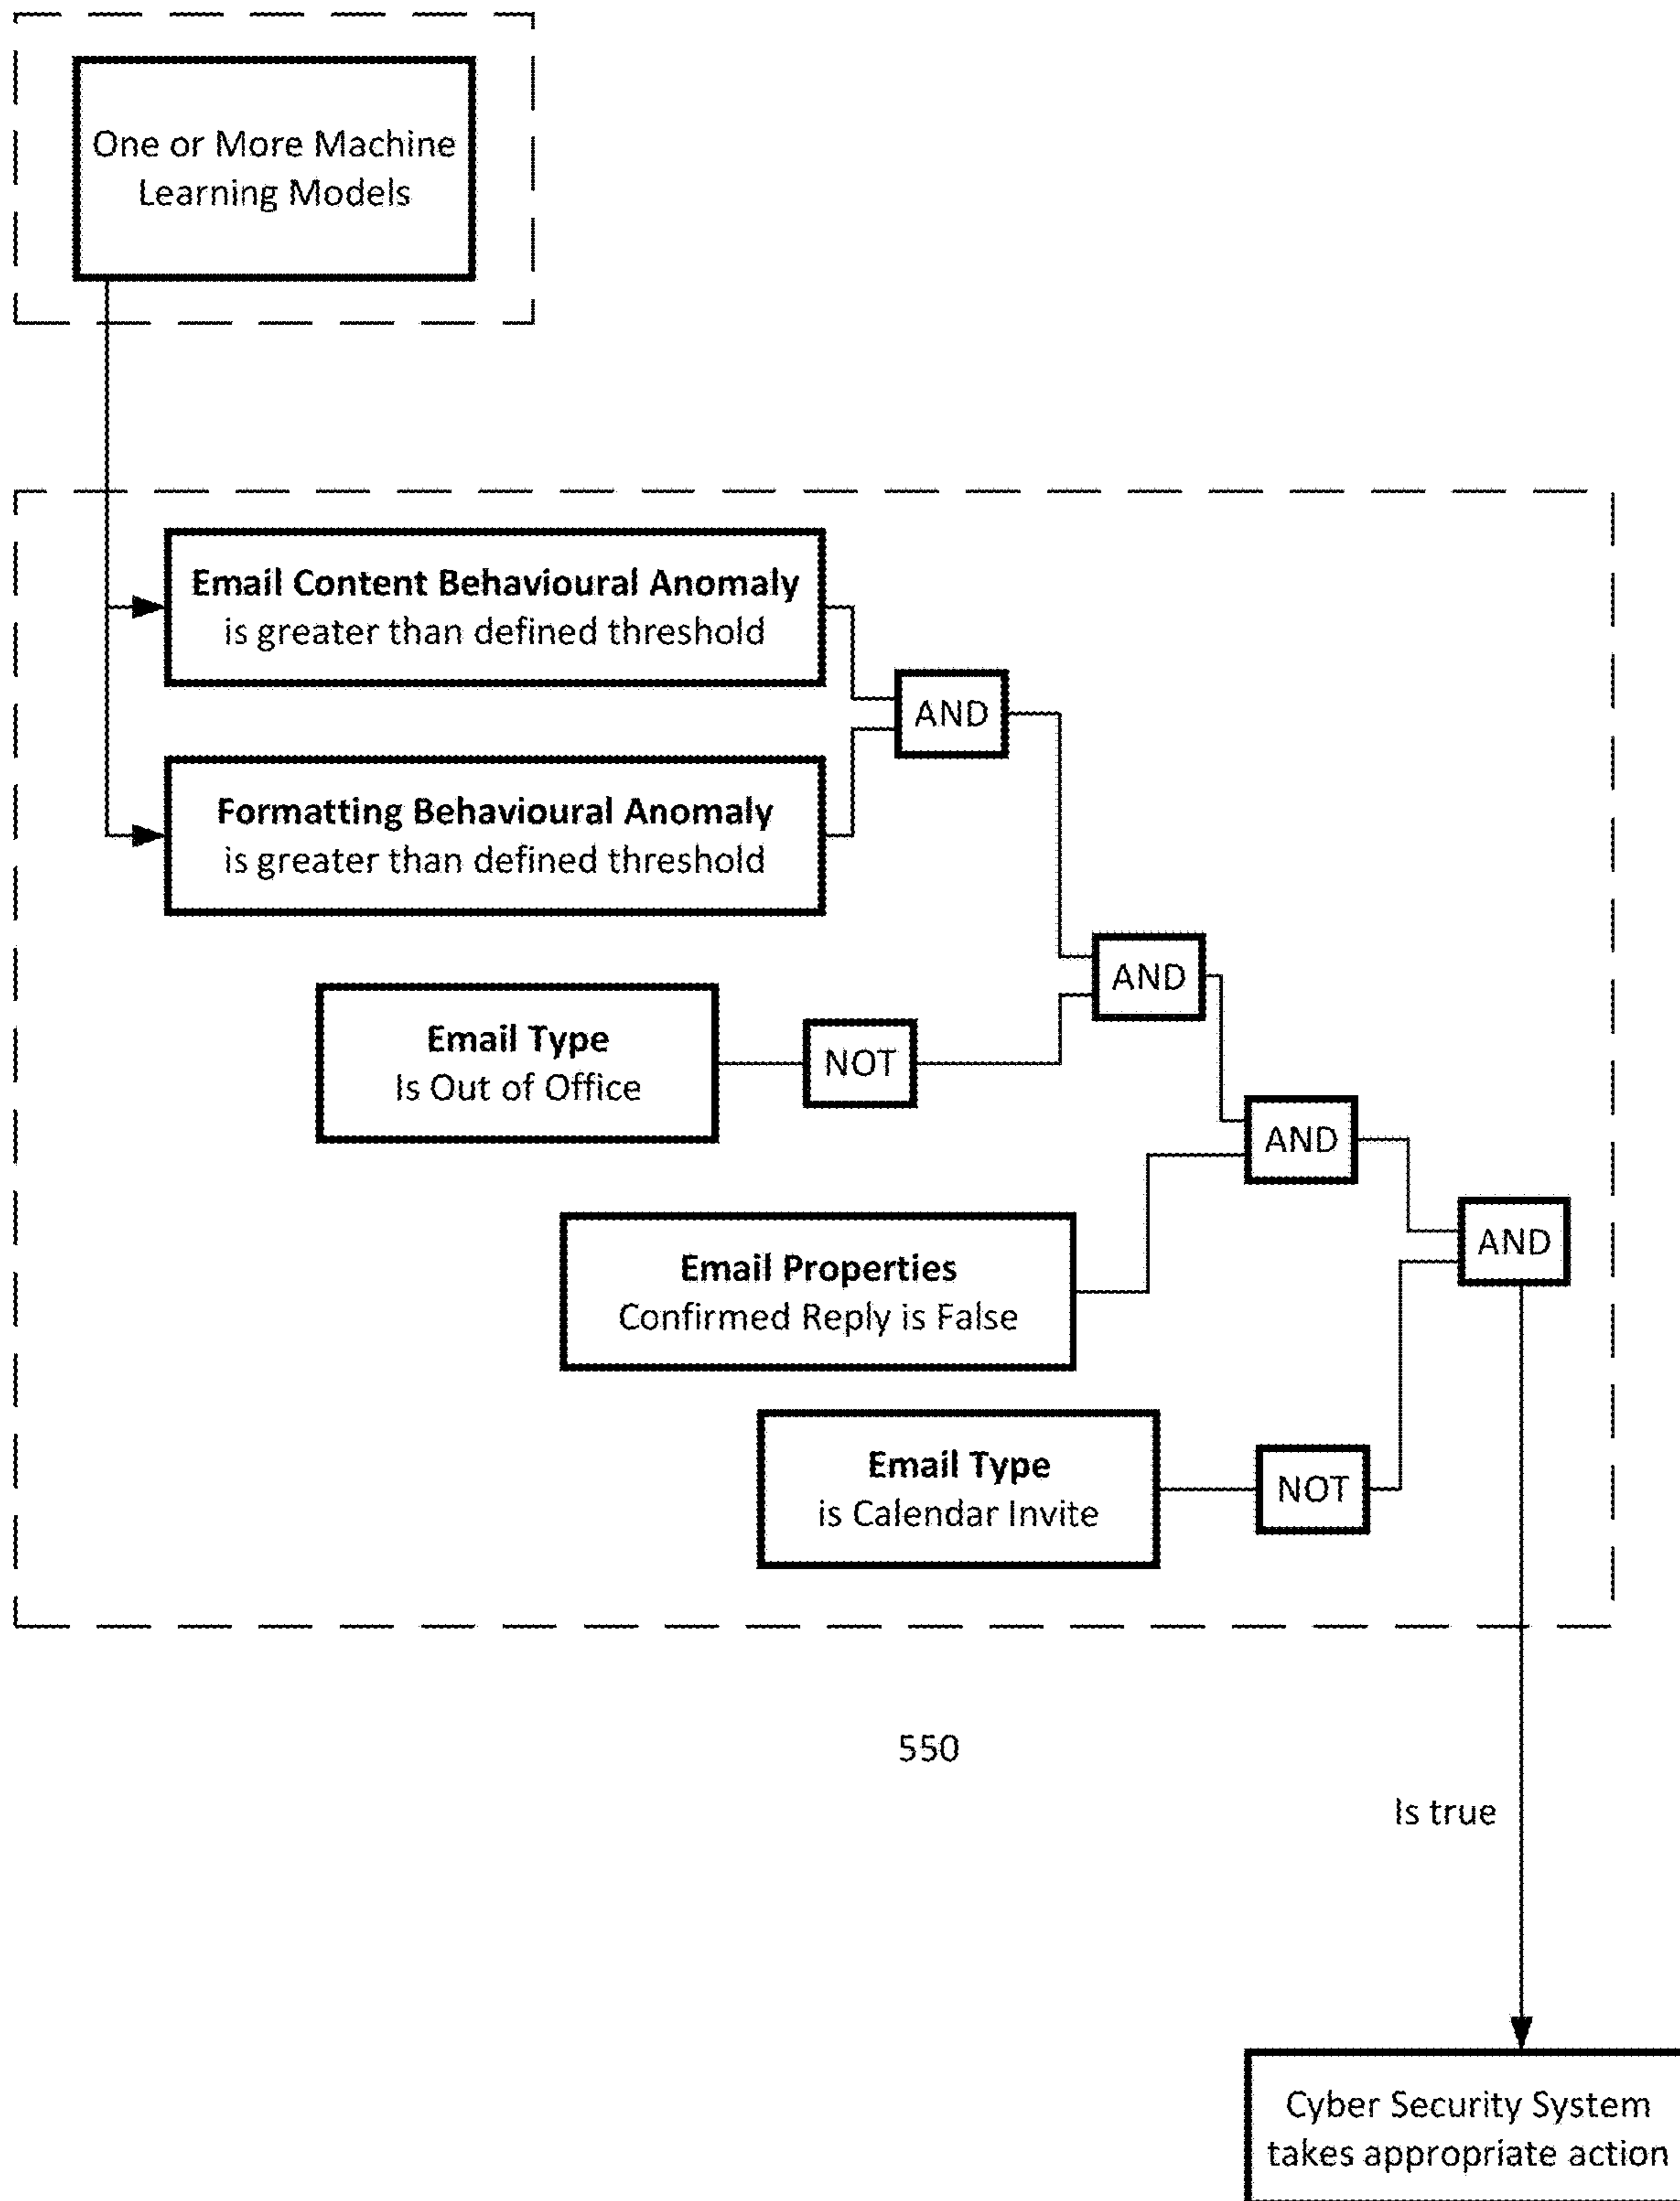 One or More Machine
Learning Models
Email Content Behavioural Anomaly
is greater than defined threshold
AND
Formatting Behavioural Anomaly
is greater than defined threshold
AND
Email Type
Is Out of Office
NOT
AND
Email Properties
Confirmed Reply is False
AND
Email Type
is Calendar Invite
NOT
550
Is true
Cyber Security System
takes appropriate action